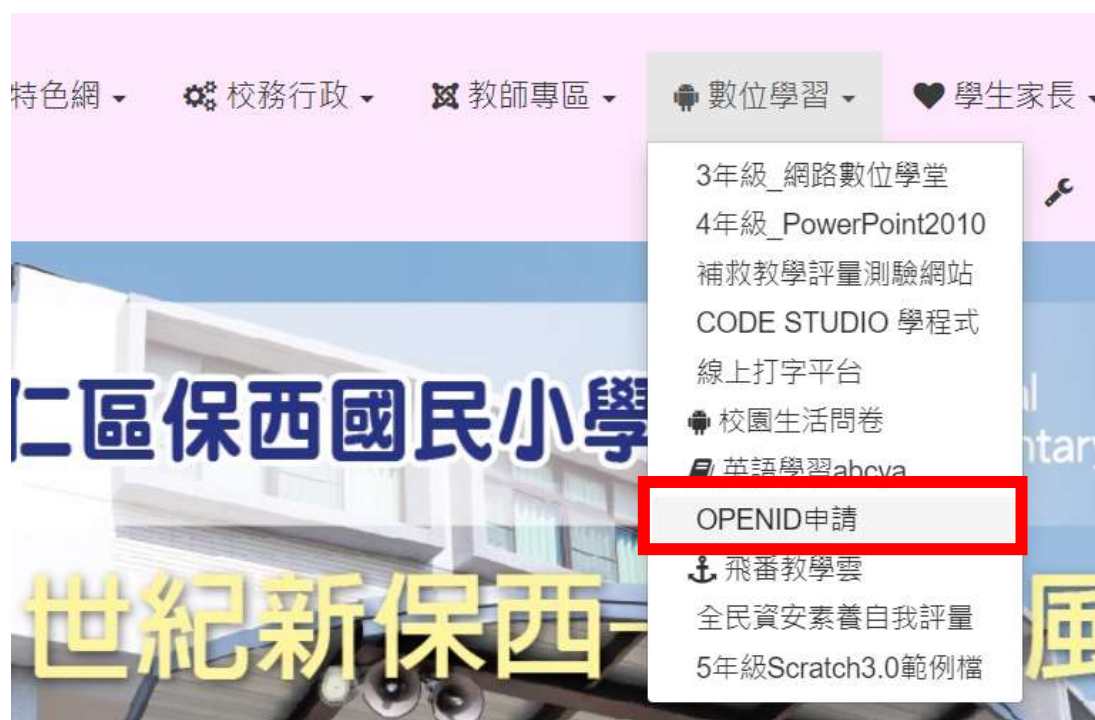 特色網 校務行政 教師專區 數位學習 學生家長
3年級_網路數位學堂
4年級_PowerPoint2010
補救教學評量測驗網站
CODE STUDIO 學程式
線上打字平台
校園生活問卷
英語學習abcya
OPENID申請
飛番教學雲
全民資安素養自我評量
5年級Scratch3.0範例檔
仁區保西國民小學
世紀新保西 風